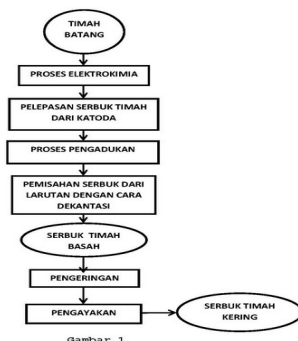 TIMAH
BATANG
PROSES ELEKTROKIMIA
PELEPASAN SERBUK TIMAH
DARI KATODA
PROSES PENGADUKAN
PEMISAHAN SERBUK DARI
LARUTAN DENGAN CARA
DEKANTASI
SERBUK TIMAH
BASAH
PENGERINGAN
PENGAYAKAN
SERBUK TIMAH
KERING
Gambar 1